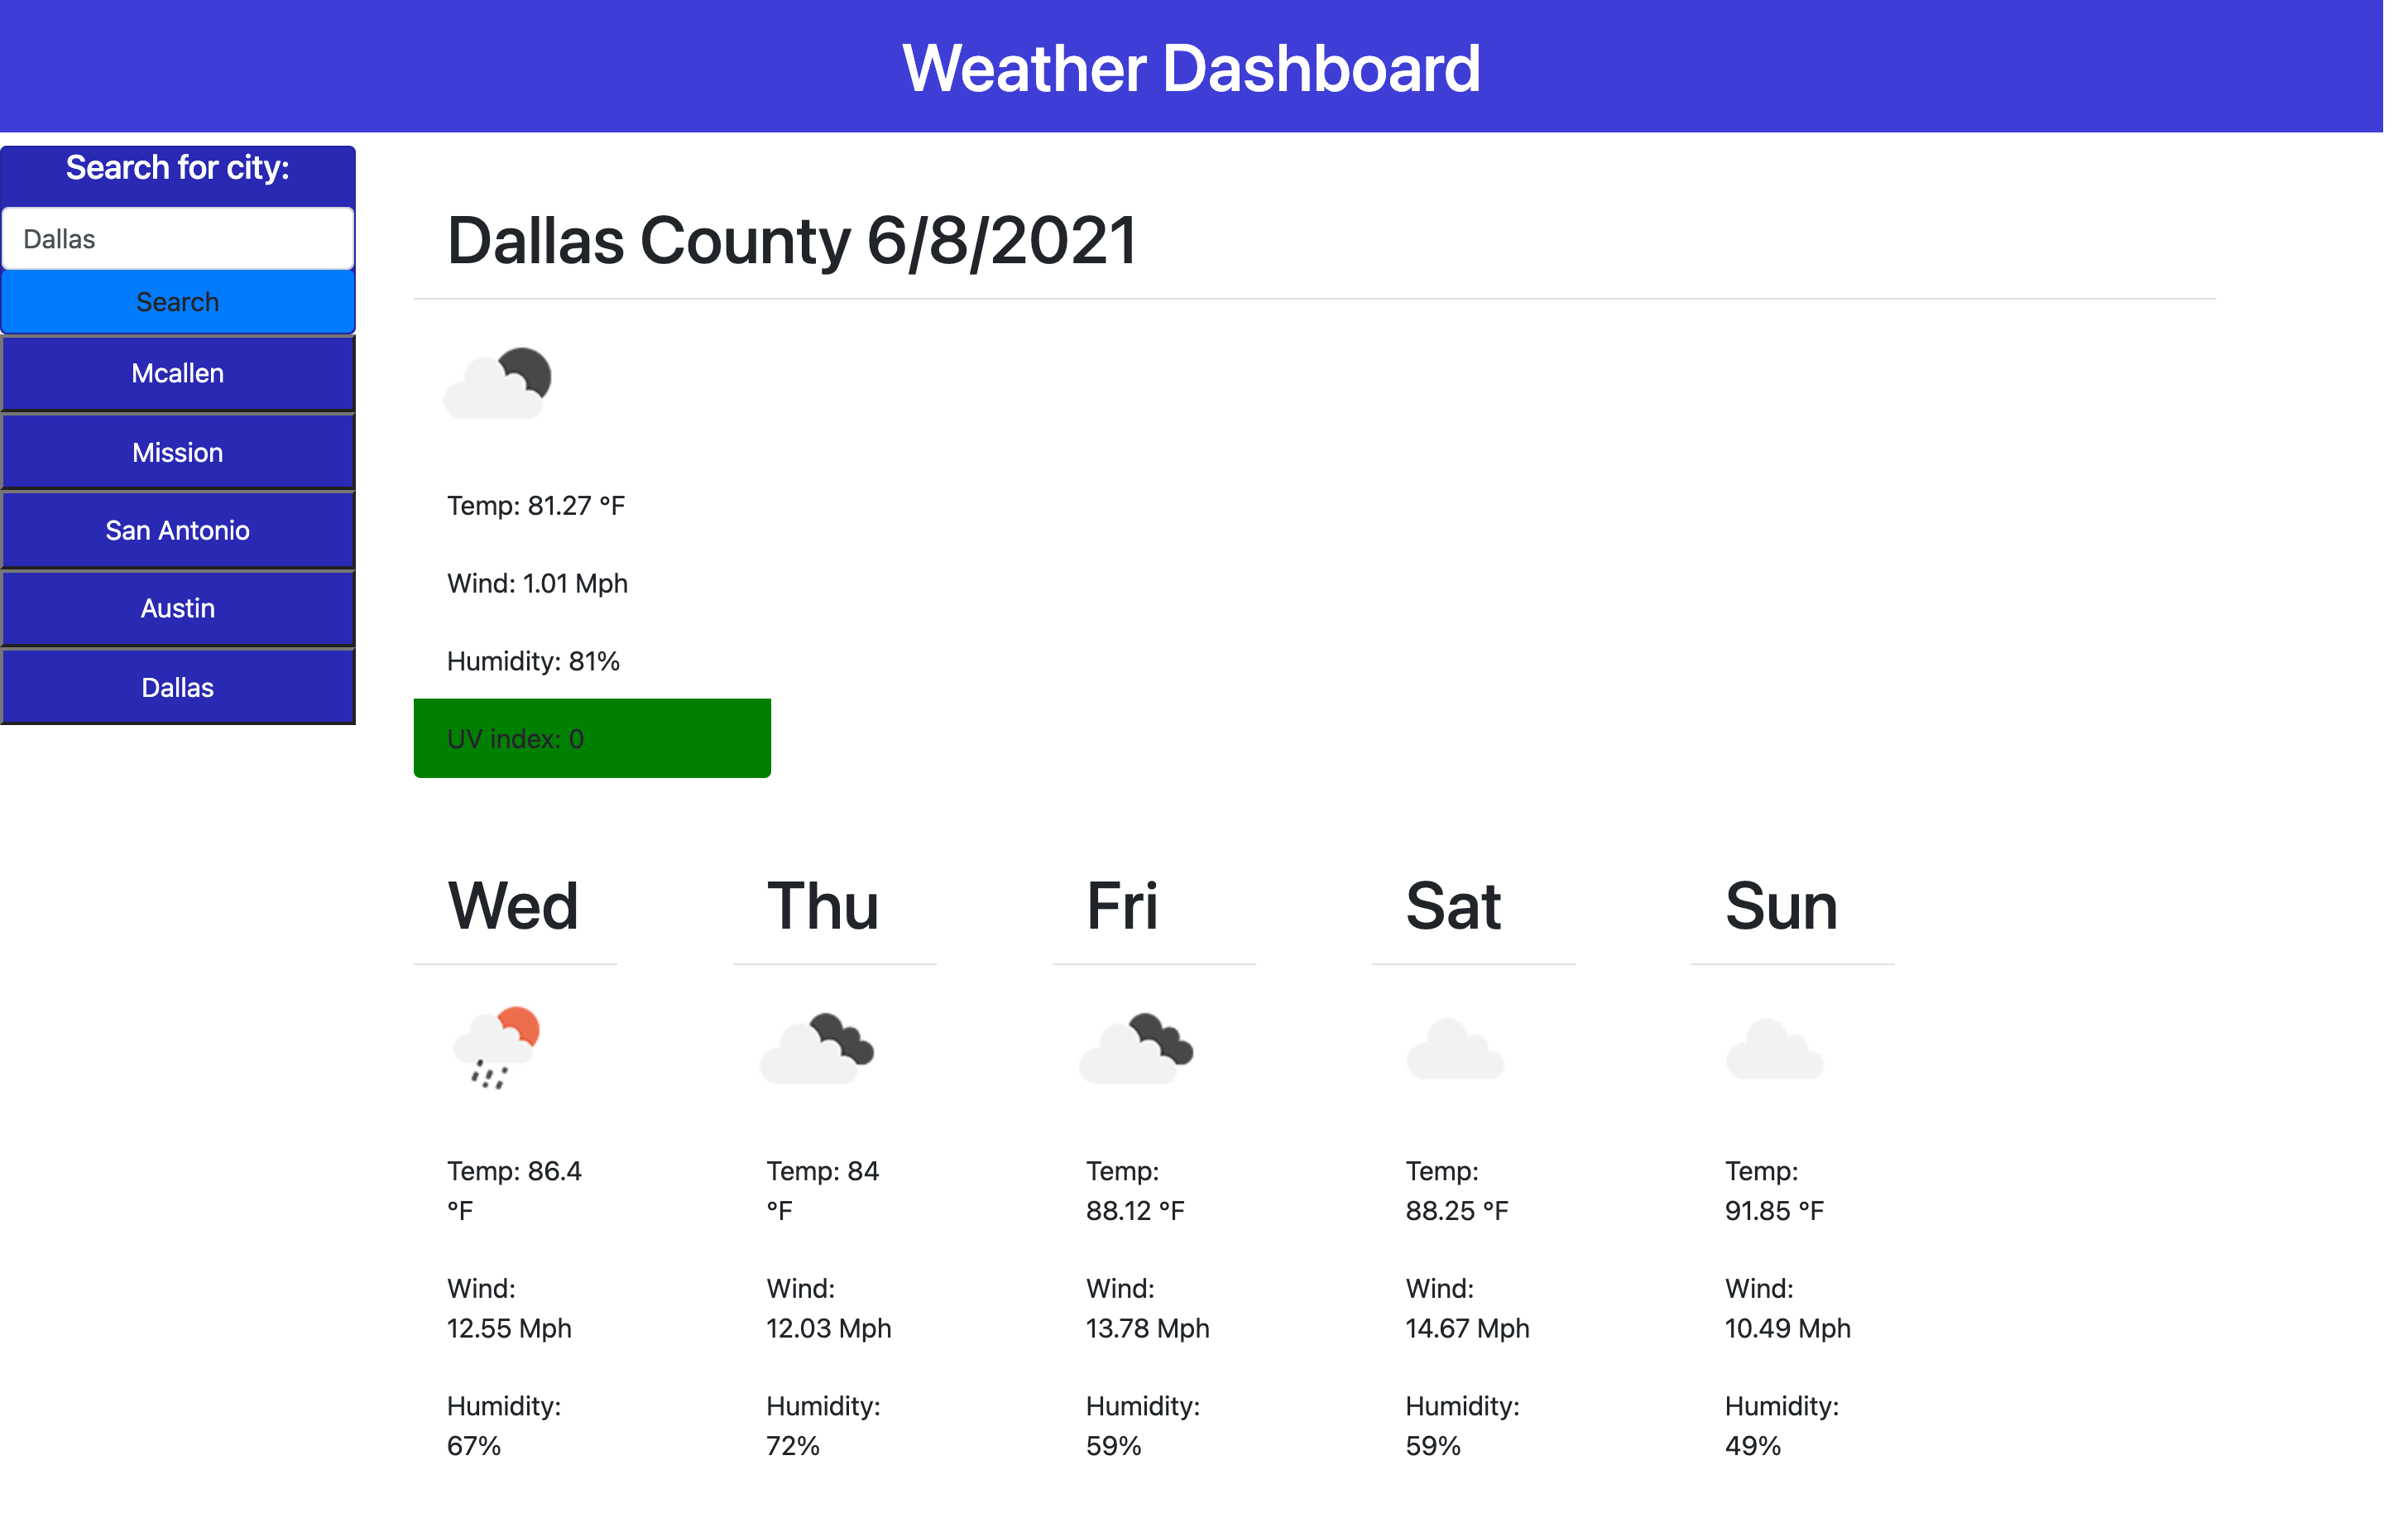 Weather Dashboard
Search for city:
Dallas
Search
Mcallen
Mission
San Antonio
Austin
Dallas
Dallas County 6/8/2021
Temp: 81.27 °F
Wind: 1.01 Mph
Humidity: 81%
UV index: 0
Wed
Temp: 86.4
°F
Wind:
12.55 Mph
Humidity:
67%
Thu
Temp: 84
°F
Wind:
12.03 Mph
Humidity:
72%
Fri
Temp:
88.12 °F
Wind:
13.78 Mph
Humidity:
59%
Sat
Temp:
88.25 °F
Wind:
14.67 Mph
Humidity:
59%
Sun
Temp:
91.85 °F
Wind:
10.49 Mph
Humidity:
49%